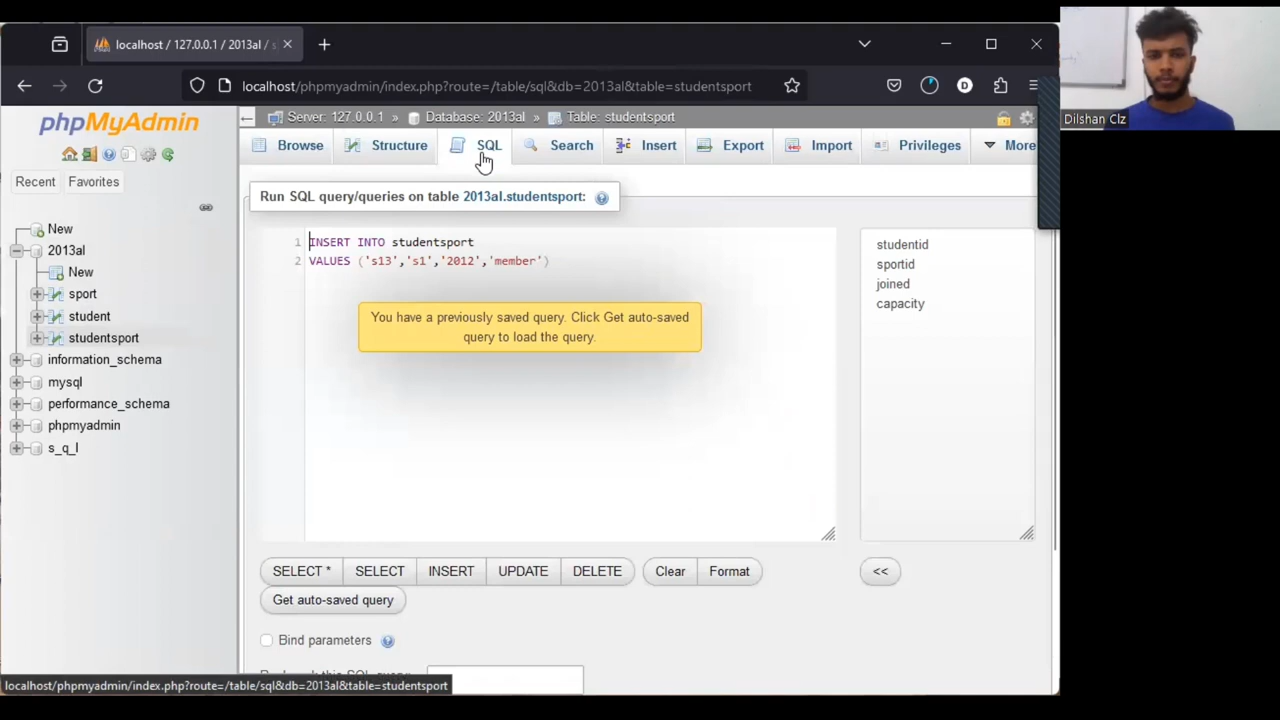 localhost / 127.0.0.1 / 2013al / s
localhost/phpmyadmin/index.php?route=/table/sql&db=2013al&table=studentsport
D
Dilshan Clz
phpMyAdmin
Recent Favorites
New
2013al
New
sport
student
studentsport
information_schema
mysql
performance_schema
phpmyadmin
s_q_l
Server: 127.0.0.1 » Database: 2013al » Table: studentsport
Browse Structure SQL Search Insert Export Import Privileges More
Run SQL query/queries on table 2013al.studentsport:
1 INSERT INTO studentsport
2 VALUES ('s13','s1','2012','member')
You have a previously saved query. Click Get auto-saved
query to load the query.
studentid
sportid
joined
capacity
SELECT * SELECT INSERT UPDATE DELETE Clear Format <<
Get auto-saved query
Bind parameters
localhost/phpmyadmin/index.php?route=/table/sql&db=2013al&table=studentsport